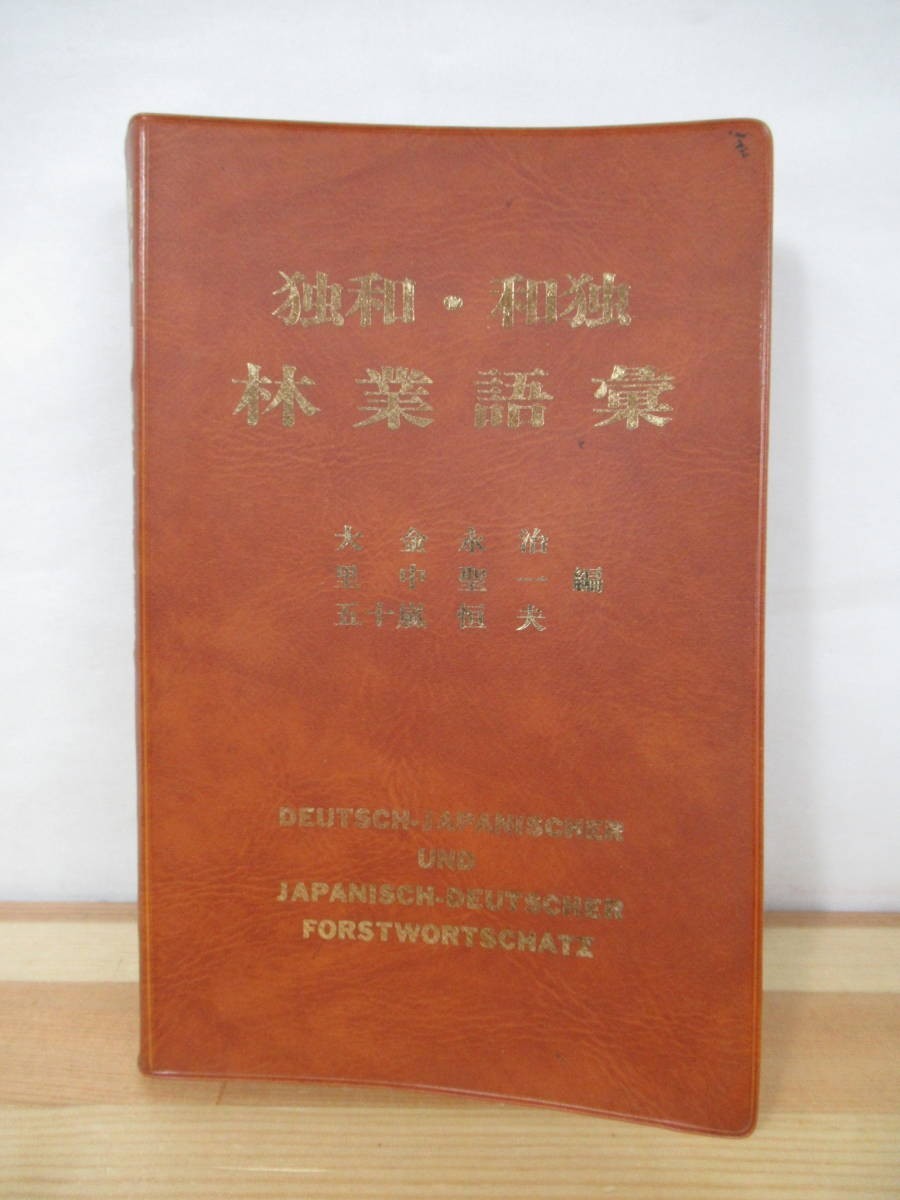 独和・和独
林業語彙
大金永治
里中聖一編
五十嵐恒夫
DEUTSCH-JAPANISCHER
UND
JAPANISCH-DEUTSCHER
FORSTWORTSCHATZ